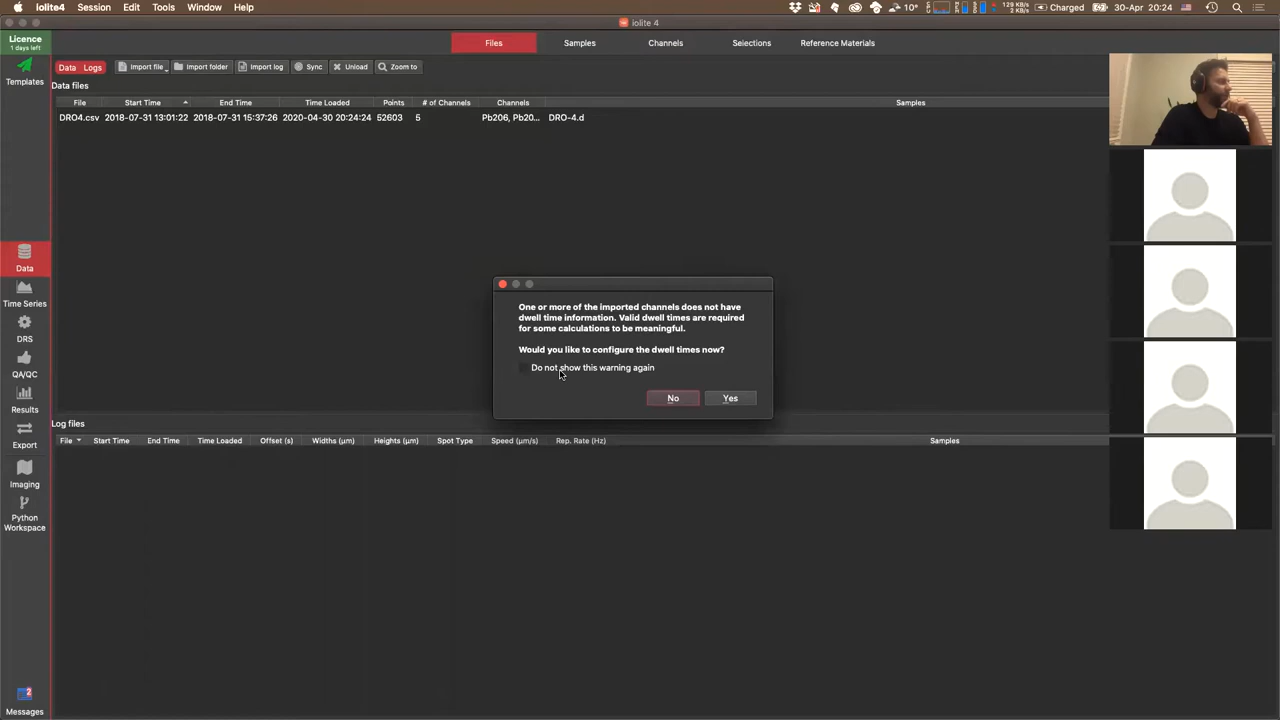 iolite4 Session Edit Tools Window Help 10° 129 KB/s 2 KB/s Charged 30-Apr 20:24
iolite 4
Licence
1 days left
Files Samples Channels Selections Reference Materials
Templates
Data Logs Import file Import folder Import log Sync Unload Zoom to
Data files
File Start Time End Time Time Loaded Points # of Channels Channels Samples
DRO4.csv 2018-07-31 13:01:22 2018-07-31 15:37:26 2020-04-30 20:24:24 52603 5 Pb206, Pb20... DRO-4.d
Data
Time Series
DRS
QA/QC
Results
Export
Imaging
Python
Workspace
Messages
2
One or more of the imported channels does not have
dwell time information. Valid dwell times are required
for some calculations to be meaningful.
Would you like to configure the dwell times now?
Do not show this warning again
No Yes
Log files
File Start Time End Time Time Loaded Offset (s) Widths (µm) Heights (µm) Spot Type Speed (µm/s) Rep. Rate (Hz) Samples